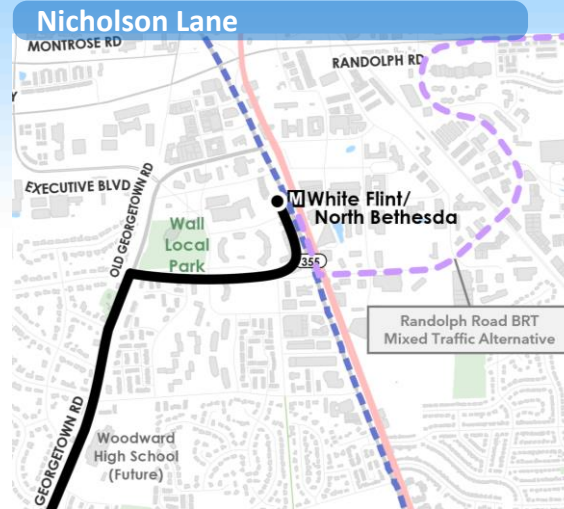 Nicholson Lane
MONTROSE RD
RANDOLPH RD
Y
EXECUTIVE BLVD
OLD GEORGETOWN RD
M White Flint/
North Bethesda
Wall
Local
Park
355
Randolph Road BRT
Mixed Traffic Alternative
GEORGETOWN RD
Woodward
High School
(Future)